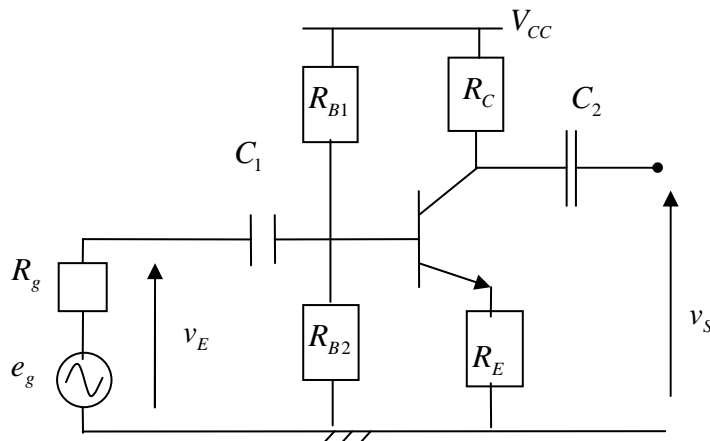 V_CC
R_B1
R_C
C_2
C_1
R_g
v_E
R_B2
R_E
v_S
e_g